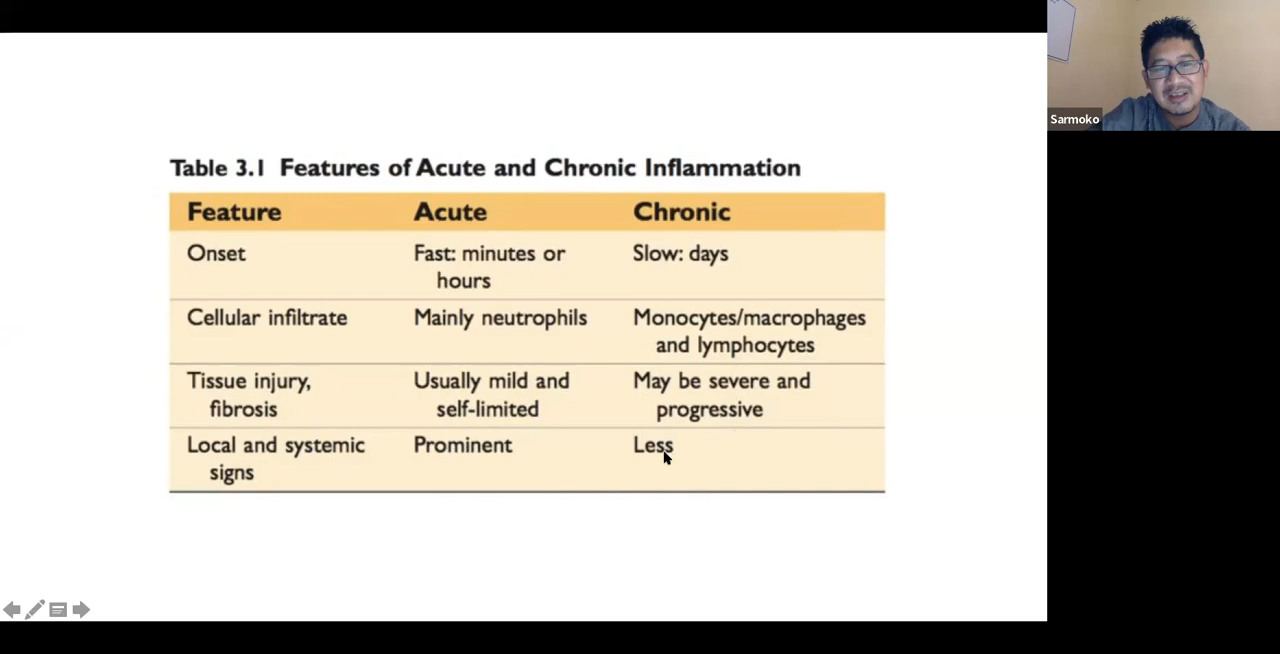 Sarmoko
Table 3.1 Features of Acute and Chronic Inflammation
Feature Acute Chronic
Onset Fast: minutes or Slow: days
hours
Cellular infiltrate Mainly neutrophils Monocytes/macrophages
and lymphocytes
Tissue injury, Usually mild and May be severe and
fibrosis self-limited progressive
Local and systemic Prominent Less
signs